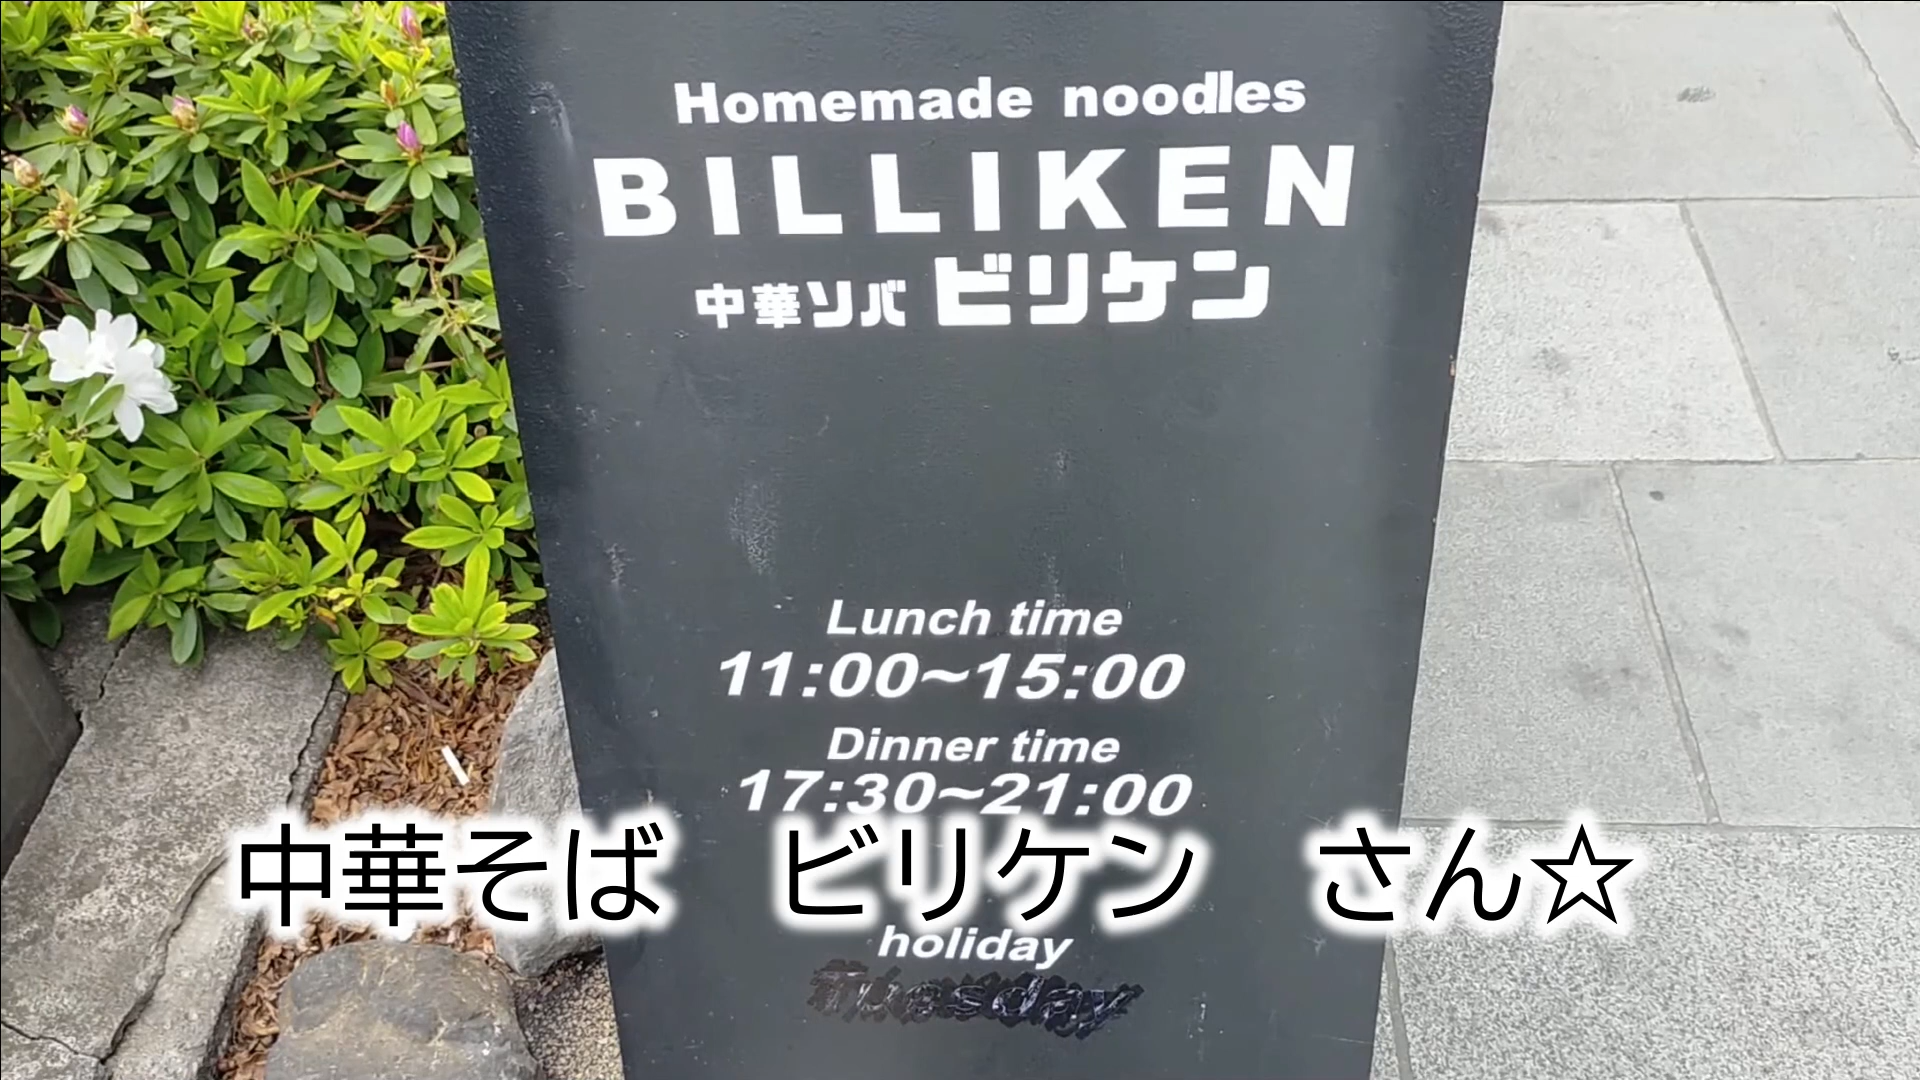 Homemade noodles
BILLIKEN
中華ソバ ビリケン
Lunch time
11:00~15:00
Dinner time
17:30~21:00
中華そば　ビリケン　さん☆
holiday
Tuesday